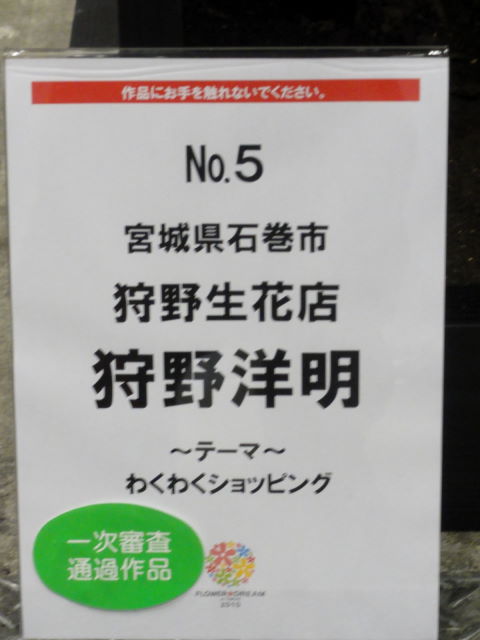 作品にお手を触れないでください。
No.5
宮城県石巻市
狩野生花店
狩野洋明
～テーマ～
わくわくショッピング
一次審査
通過作品
FLOWER DREAM